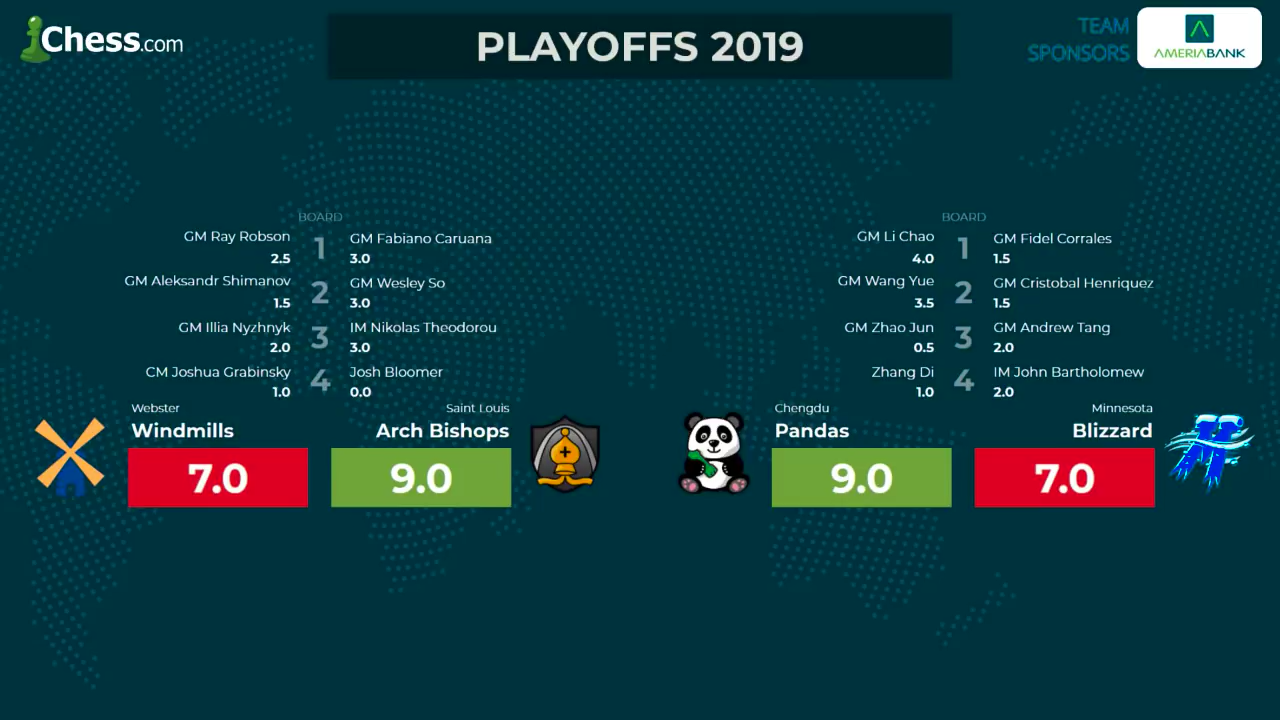 Chess.com
PLAYOFFS 2019
TEAM
SPONSORS
AMERIABANK
BOARD
GM Ray Robson
2.5
1
GM Fabiano Caruana
3.0
GM Aleksandr Shimanov
1.5
2
GM Wesley So
3.0
GM Illia Nyzhnyk
2.0
3
IM Nikolas Theodorou
3.0
CM Joshua Grabinsky
1.0
4
Josh Bloomer
0.0
Webster
Windmills
7.0
Saint Louis
Arch Bishops
9.0
BOARD
GM Li Chao
4.0
1
GM Fidel Corrales
1.5
GM Wang Yue
3.5
2
GM Cristobal Henriquez
1.5
GM Zhao Jun
0.5
3
GM Andrew Tang
2.0
Zhang Di
1.0
4
IM John Bartholomew
2.0
Chengdu
Pandas
9.0
Minnesota
Blizzard
7.0